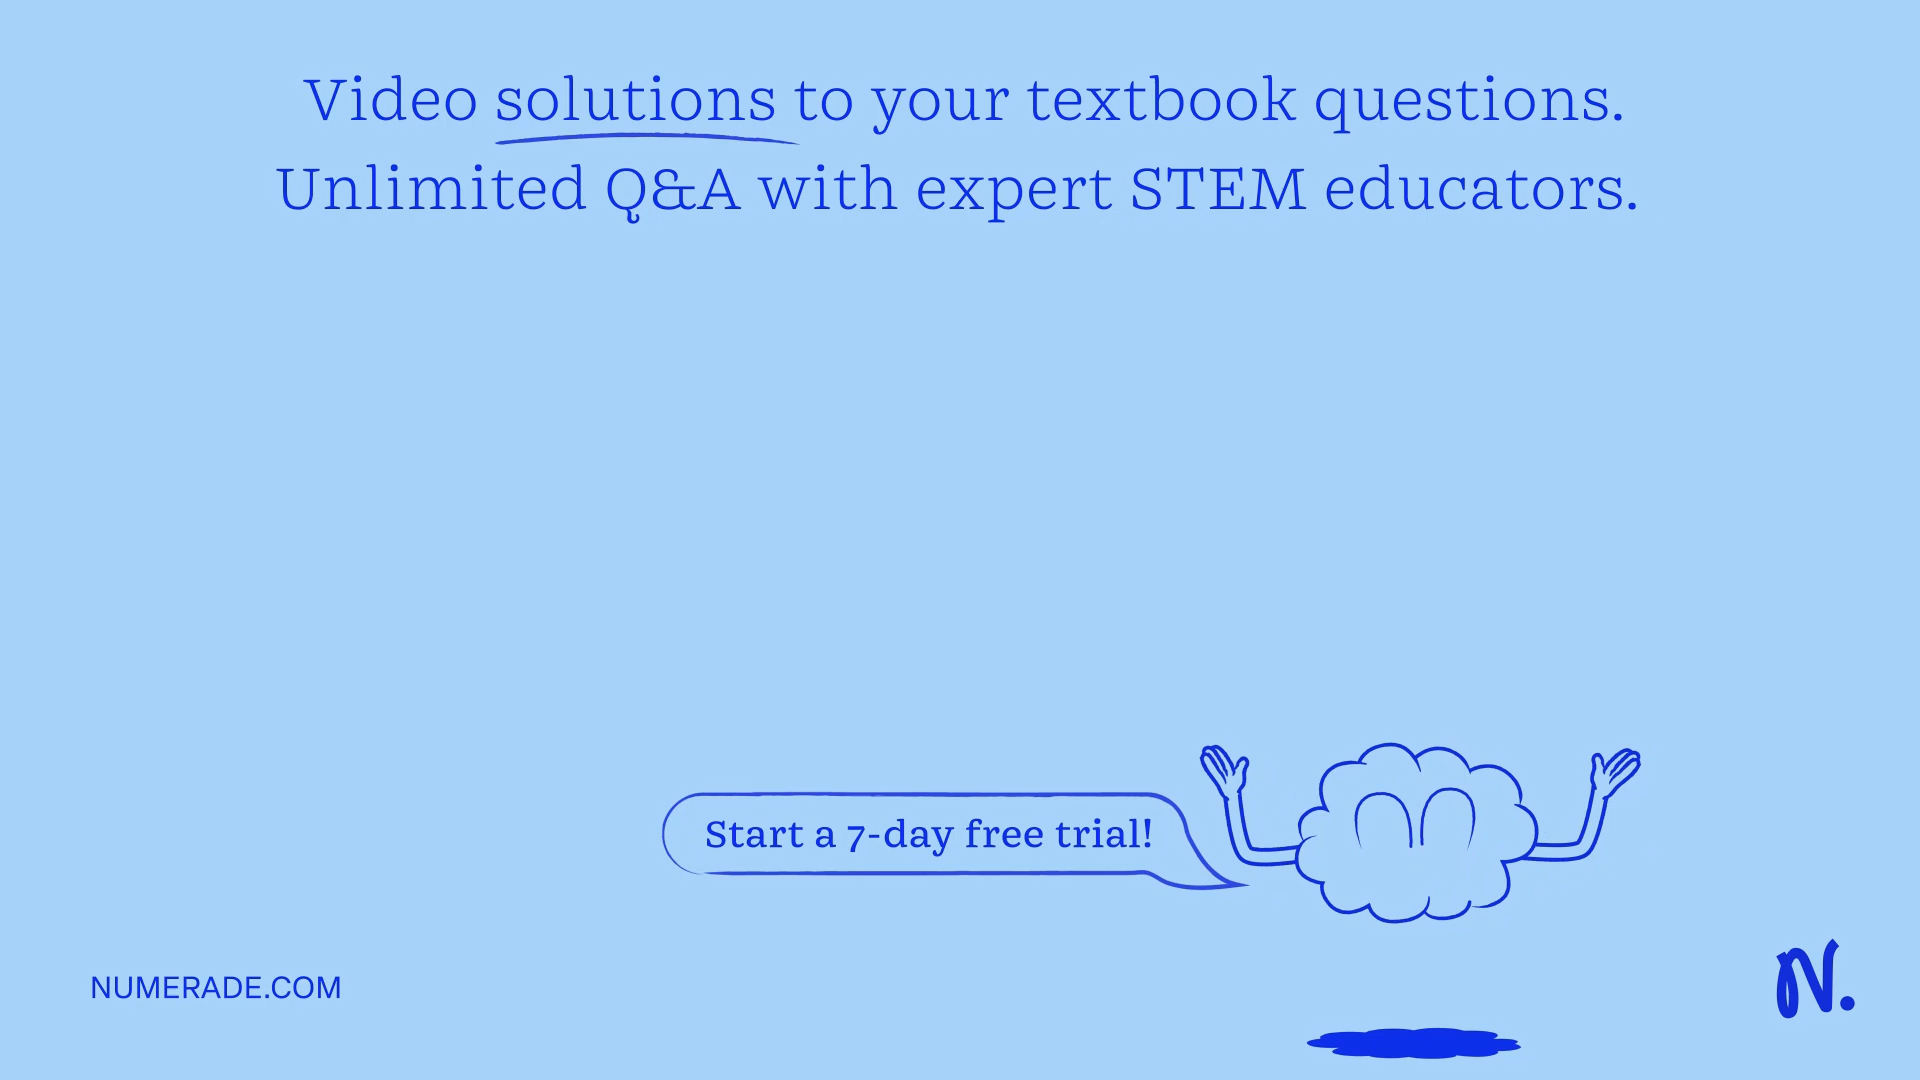 Video solutions to your textbook questions.
Unlimited Q&A with expert STEM educators.
Start a 7-day free trial!
NUMERADE.COM
N.